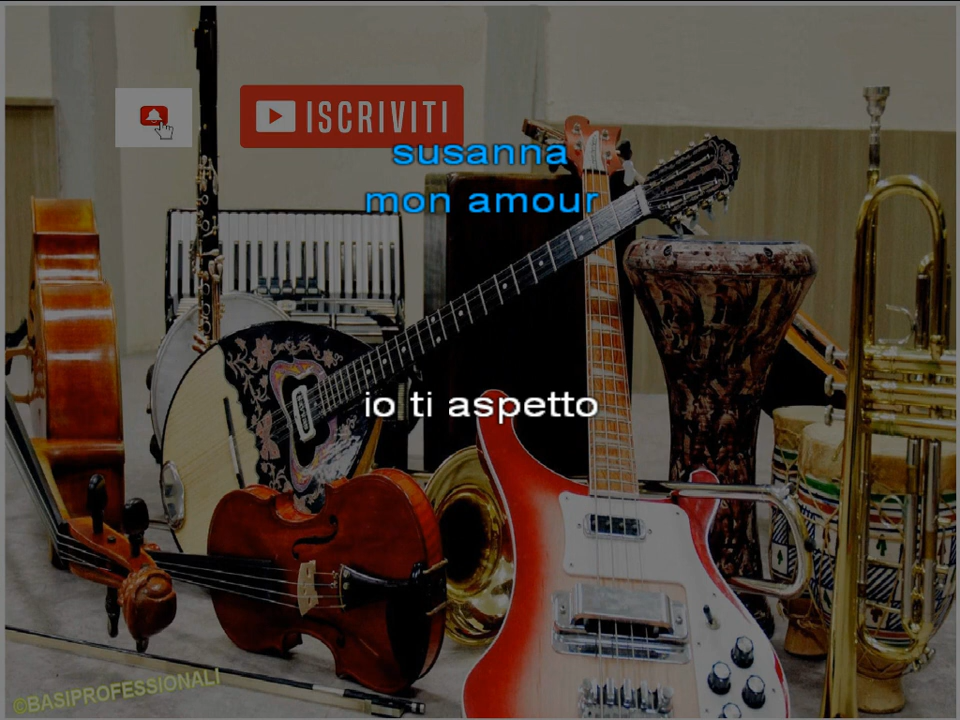 ISCRIVITI
susanna
mon amour
io ti aspetto
©BASIPROFESSIONALI